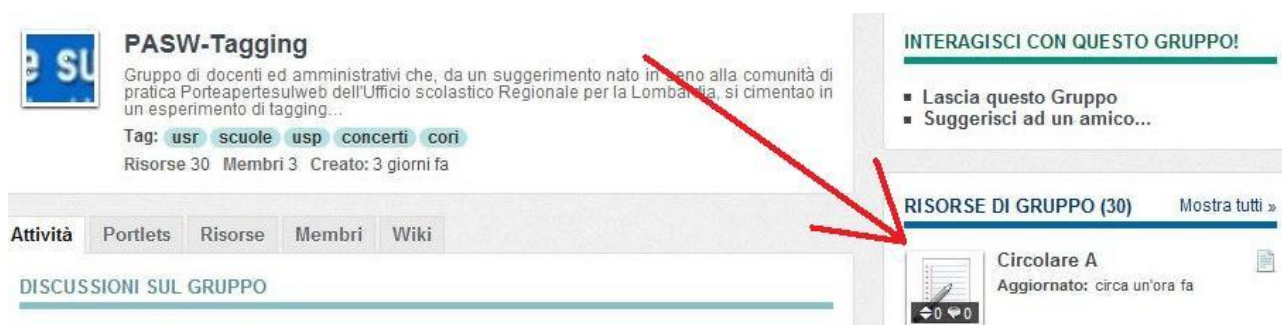 e su
PASW-Tagging
Gruppo di docenti ed amministrativi che, da un suggerimento nato in seno alla comunità di
pratica Porteapertesulweb dell'Ufficio scolastico Regionale per la Lombardia, si cimentao in
un esperimento di tagging...
Tag: usr scuole usp concerti cori
Risorse 30 Membri 3 Creato: 3 giorni fa
Attività Portlets Risorse Membri Wiki
DISCUSSIONI SUL GRUPPO
INTERAGISCI CON QUESTO GRUPPO!
Lascia questo Gruppo
Suggerisci ad un amico...
RISORSE DI GRUPPO (30) Mostra tutti »
Circolare A
Aggiornato: circa un'ora fa
0 0